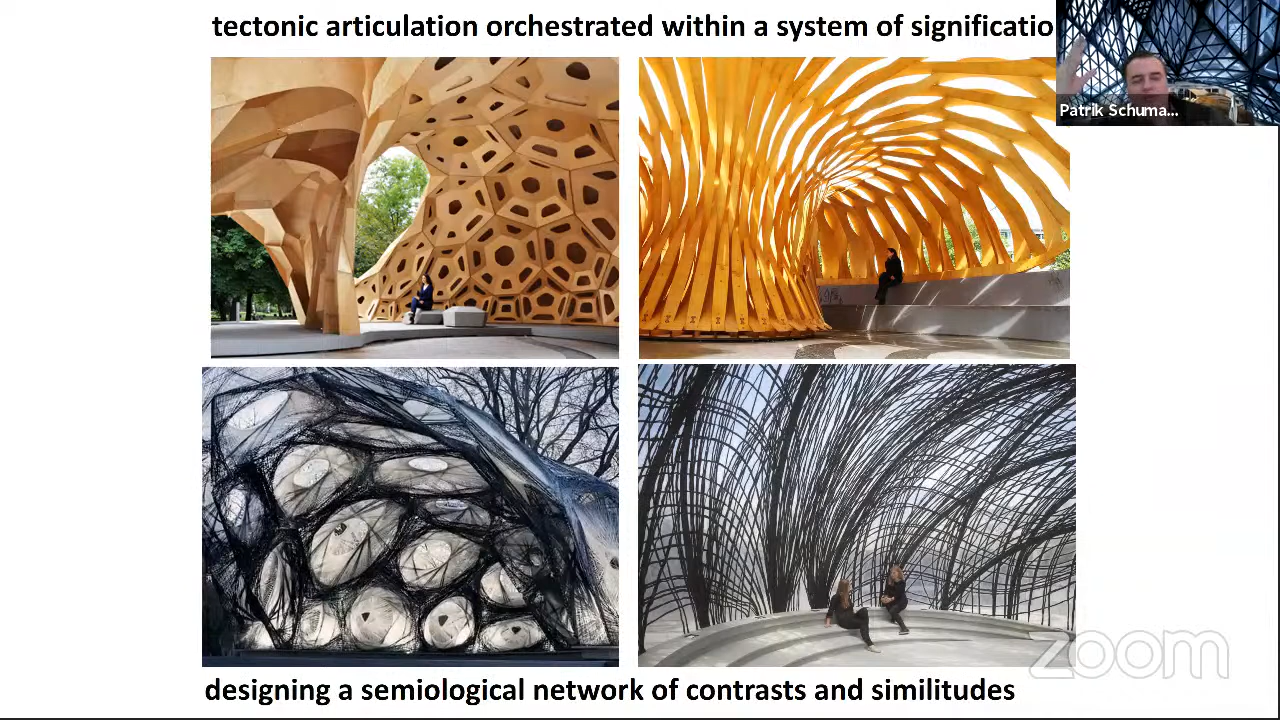 tectonic articulation orchestrated within a system of significatio
Patrik Schuma...
zoom
designing a semiological network of contrasts and similitudes